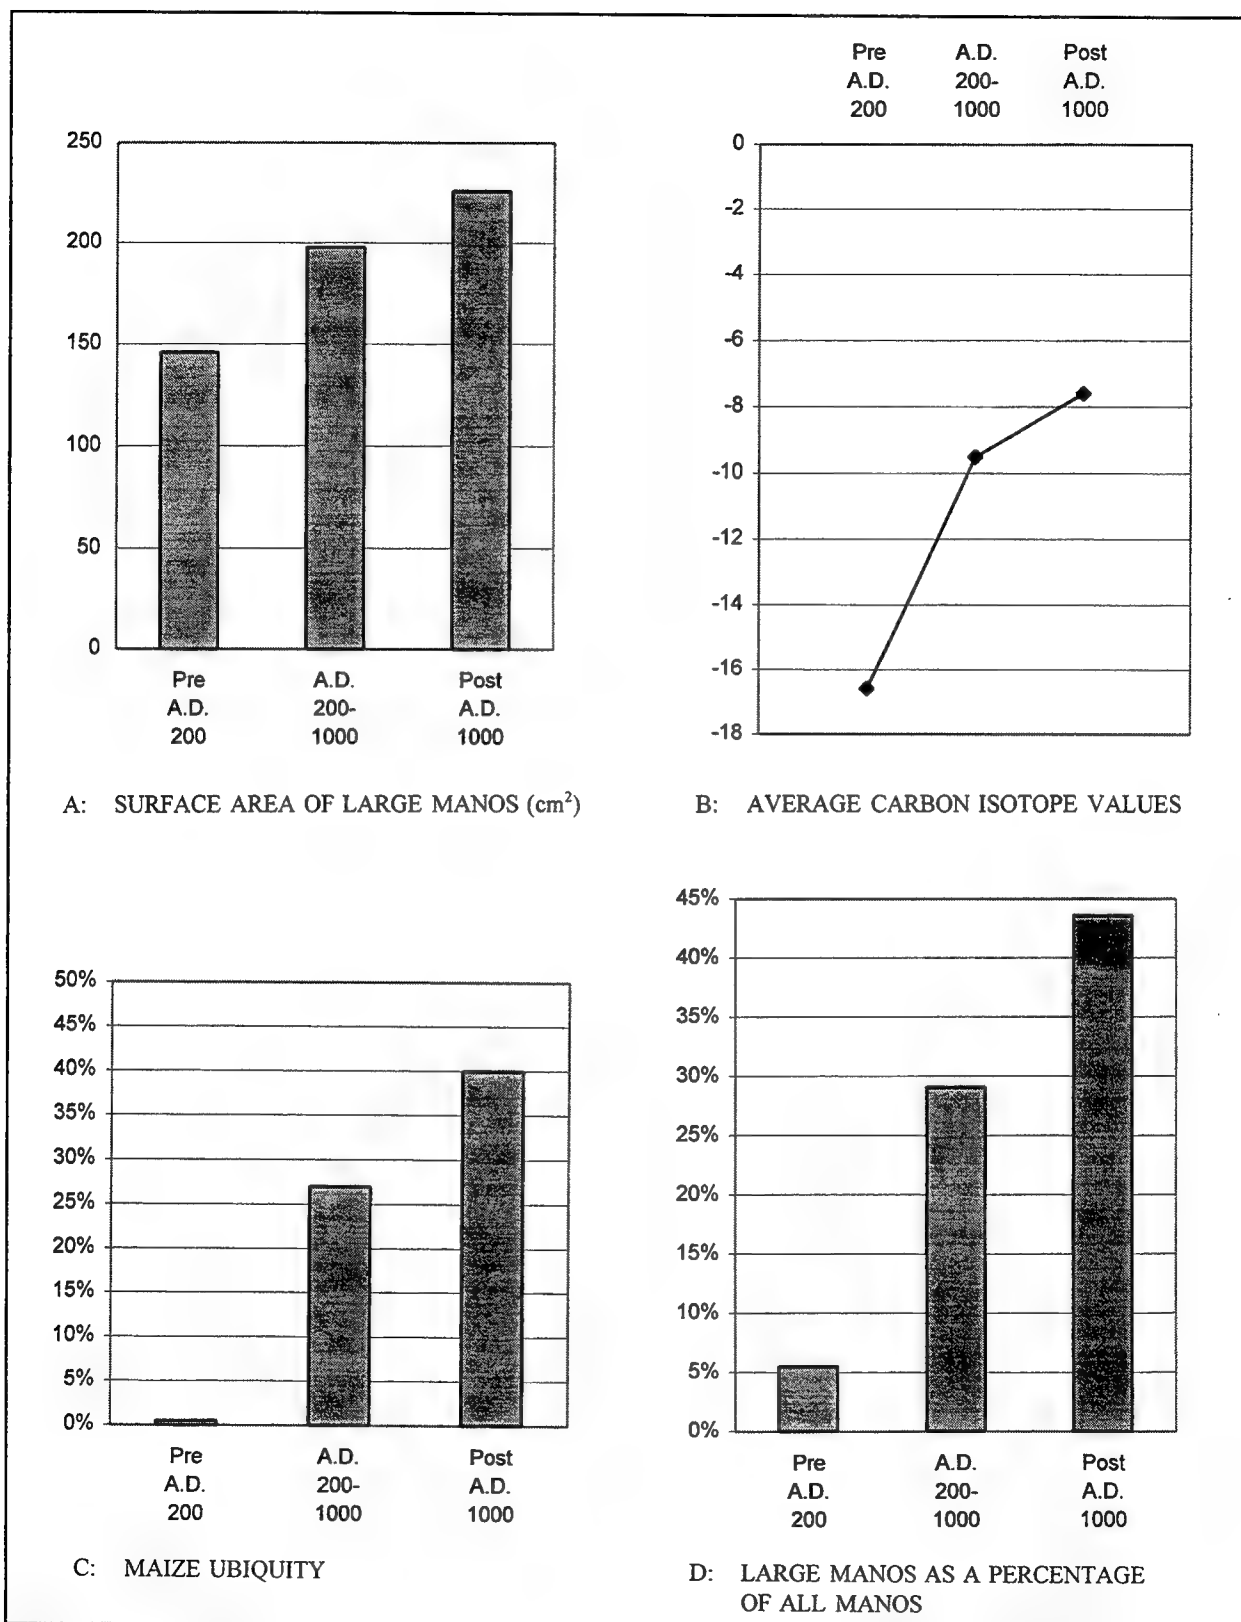 250
200
150
100
50
0
Pre
A.D.
200
A.D.
200-
1000
Post
A.D.
1000
A: SURFACE AREA OF LARGE MANOS (cm²)
Pre
A.D.
200
A.D.
200-
1000
Post
A.D.
1000
0
-2
-4
-6
-8
-10
-12
-14
-16
-18
B: AVERAGE CARBON ISOTOPE VALUES
50%
45%
40%
35%
30%
25%
20%
15%
10%
5%
0%
Pre
A.D.
200
A.D.
200-
1000
Post
A.D.
1000
C: MAIZE UBIQUITY
45%
40%
35%
30%
25%
20%
15%
10%
5%
0%
Pre
A.D.
200
A.D.
200-
1000
Post
A.D.
1000
D: LARGE MANOS AS A PERCENTAGE
OF ALL MANOS